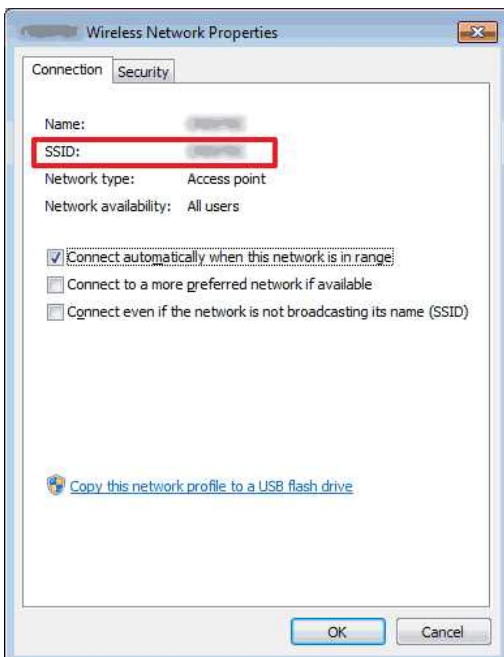 Wireless Network Properties
Connection
Security
Name:
SSID:
Network type: Access point
Network availability: All users
Connect automatically when this network is in range
Connect to a more preferred network if available
Connect even if the network is not broadcasting its name (SSID)
Copy this network profile to a USB flash drive
OK
Cancel